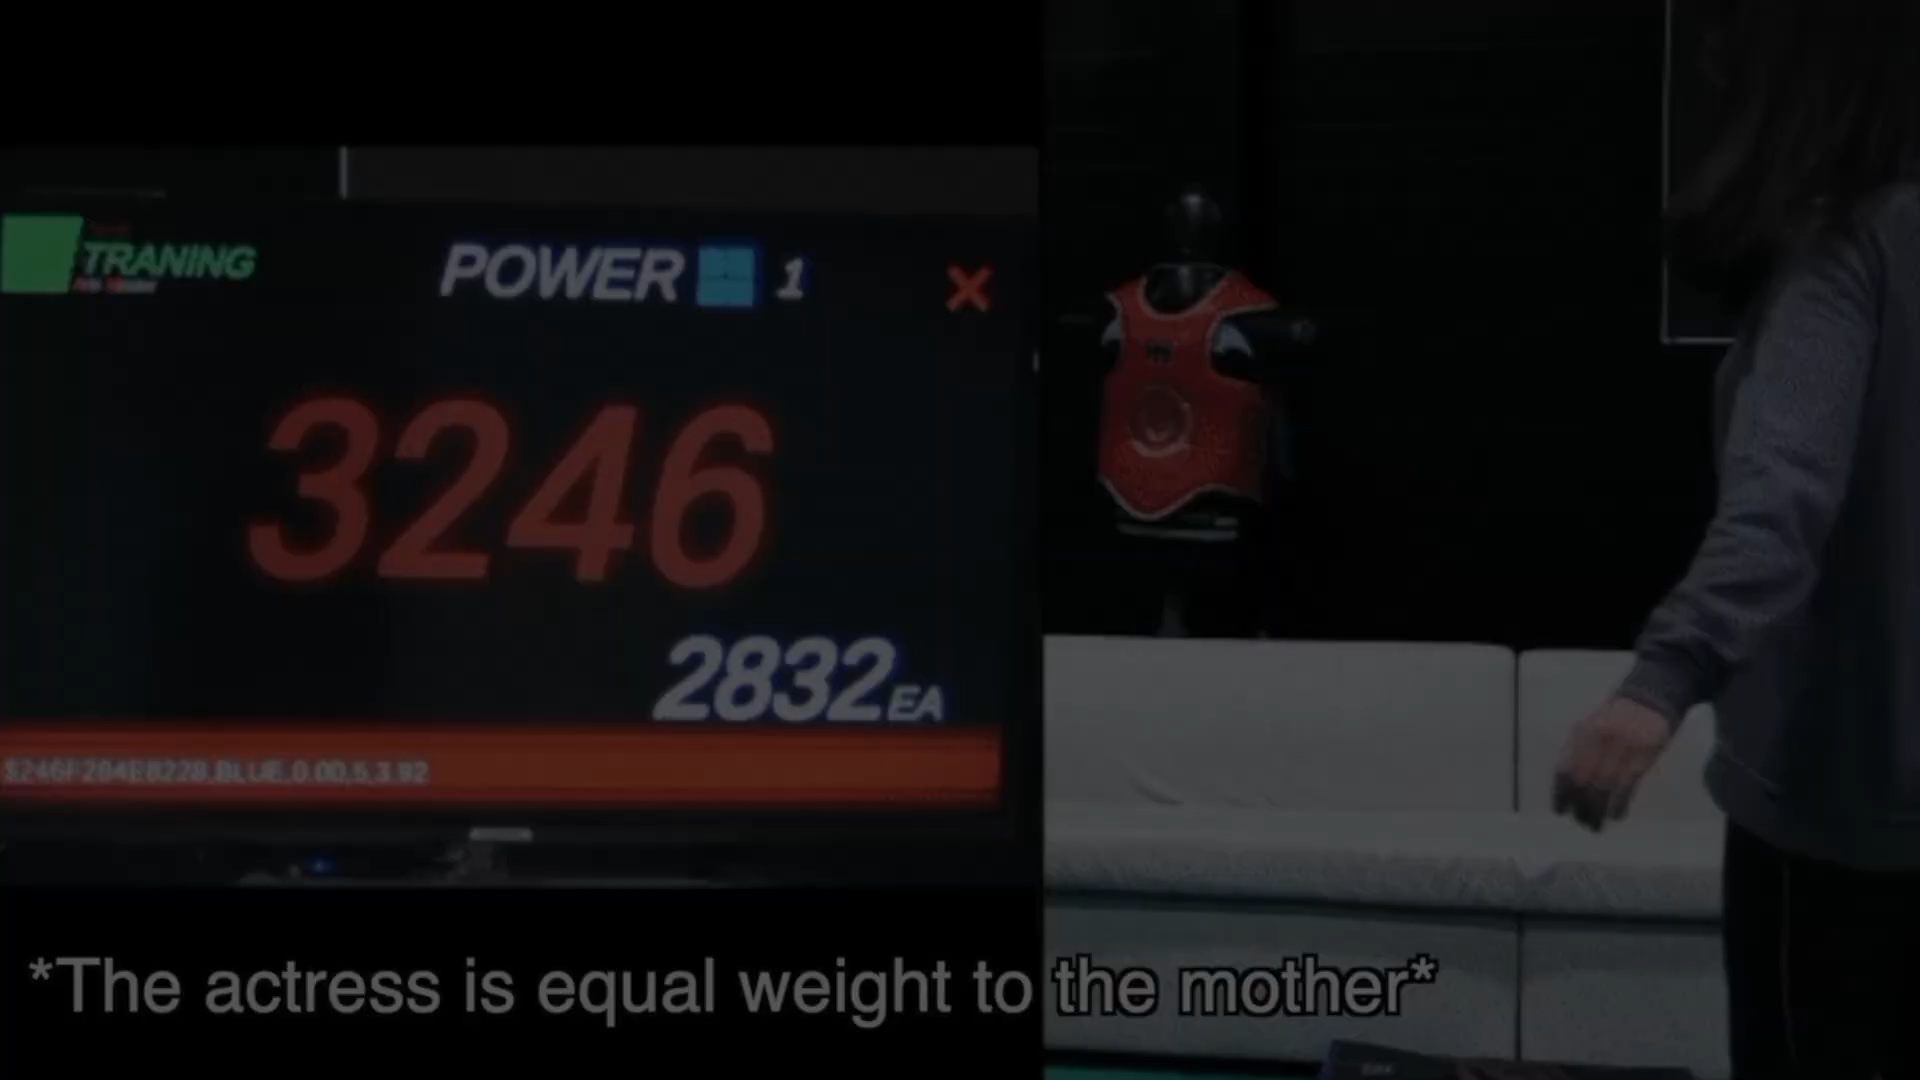 TRANING
POWER 1
X
3246
2832EA
*The actress is equal weight to the mother*